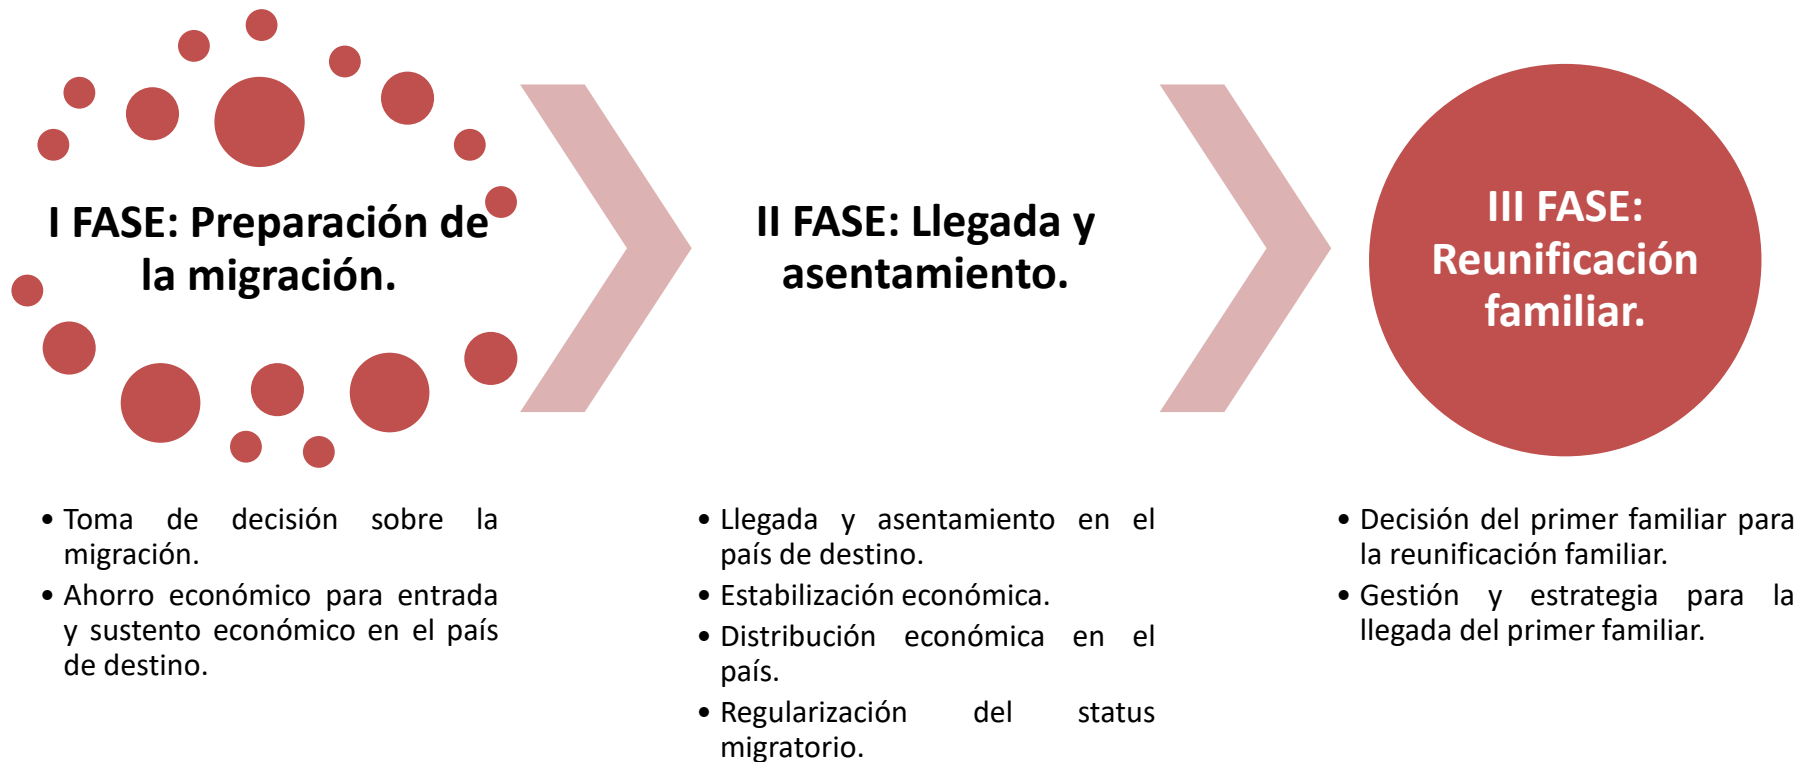 I FASE: Preparación de
la migración.
• Toma de decisión sobre la
migración.
• Ahorro económico para entrada
y sustento económico en el país
de destino.
II FASE: Llegada y
asentamiento.
• Llegada y asentamiento en el
país de destino.
• Estabilización económica.
• Distribución económica en el
país.
• Regularización del status
migratorio.
III FASE:
Reunificación
familiar.
• Decisión del primer familiar para
la reunificación familiar.
• Gestión y estrategia para la
llegada del primer familiar.